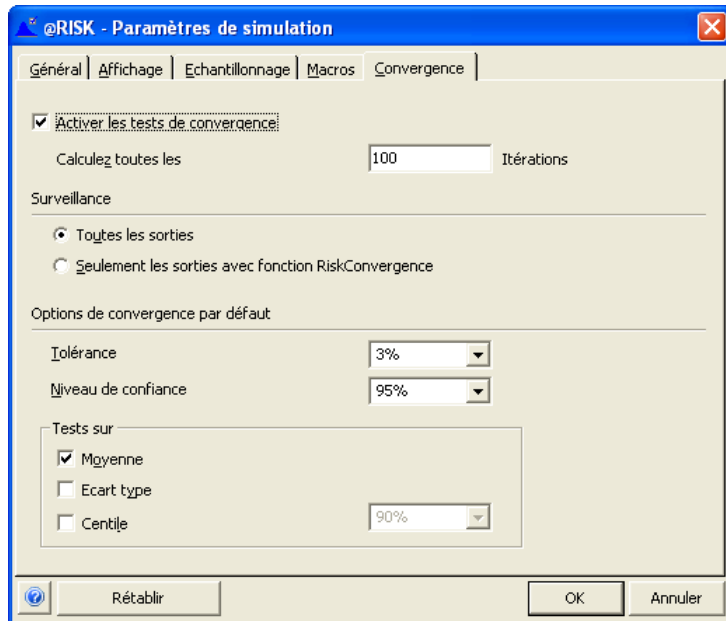 @RISK - Paramètres de simulation
Général Affichage Echantillonnage Macros Convergence
Activer les tests de convergence
Calculez toutes les 100 Itérations
Surveillance
Toutes les sorties
Seulement les sorties avec fonction RiskConvergence
Options de convergence par défaut
Tolérance 3%
Niveau de confiance 95%
Tests sur
Moyenne
Ecart type
Centile 90%
Rétablir OK Annuler